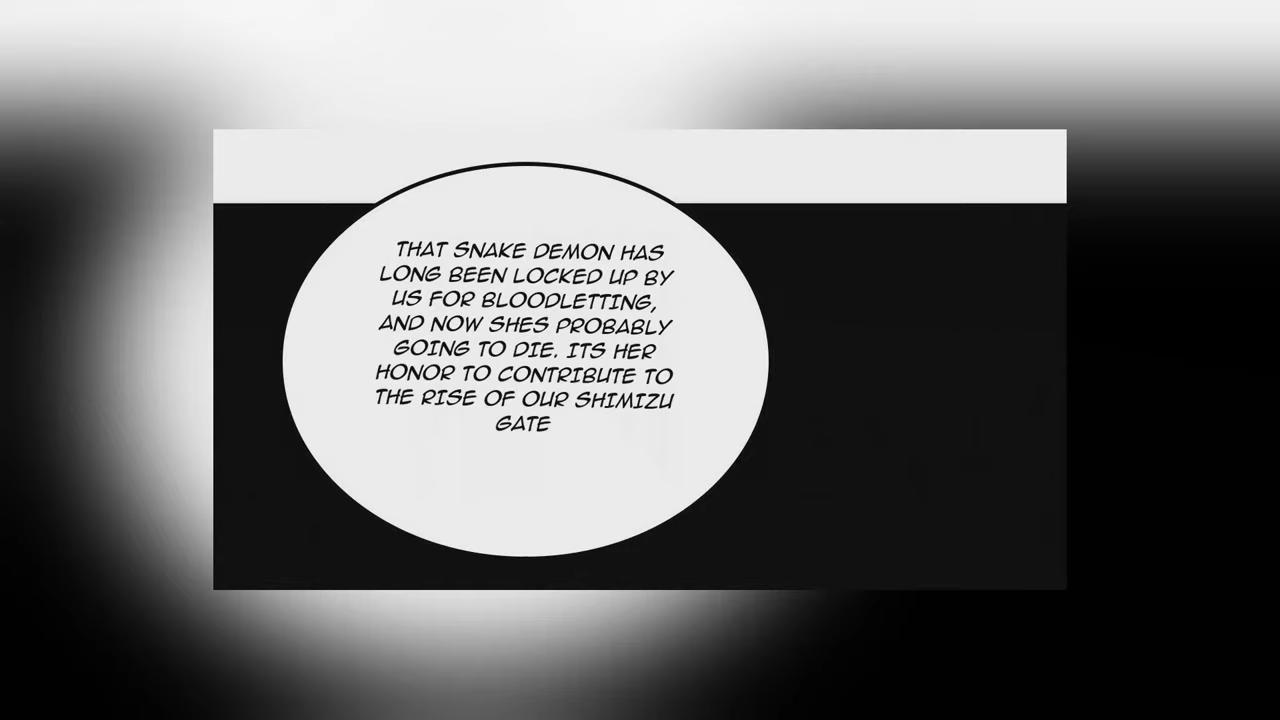 THAT SNAKE DEMON HAS
LONG BEEN LOCKED UP BY
US FOR BLOODLETTING,
AND NOW SHES PROBABLY
GOING TO DIE. ITS HER
HONOR TO CONTRIBUTE TO
THE RISE OF OUR SHIMIZU
GATE